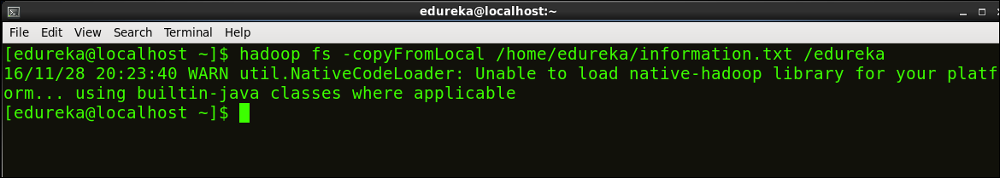 edureka@localhost:~
File Edit View Search Terminal Help
[edureka@localhost ~]$ hadoop fs -copyFromLocal /home/edureka/information.txt /edureka
16/11/28 20:23:40 WARN util.NativeCodeLoader: Unable to load native-hadoop library for your platf
orm... using builtin-java classes where applicable
[edureka@localhost ~]$